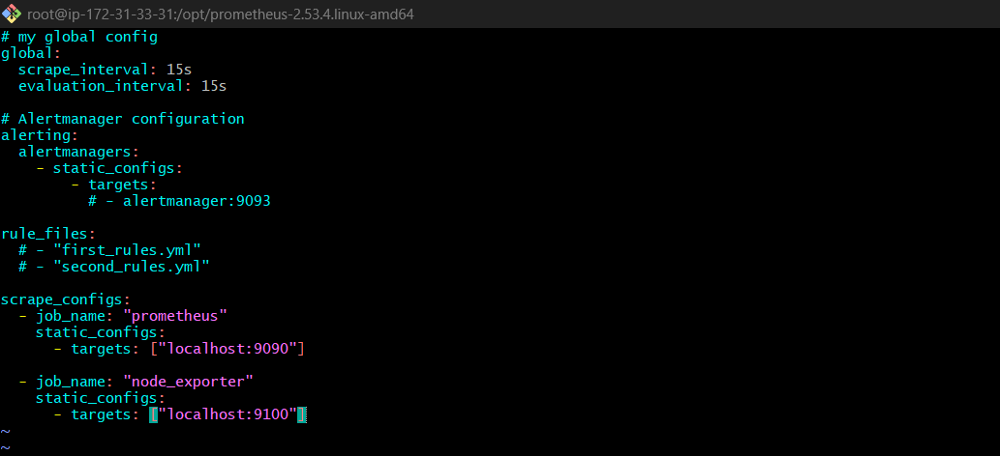 root@ip-172-31-33-31:/opt/prometheus-2.53.4.linux-amd64
# my global config
global:
  scrape_interval: 15s
  evaluation_interval: 15s

# Alertmanager configuration
alerting:
  alertmanagers:
    - static_configs:
        - targets:
          # - alertmanager:9093

rule_files:
  # - "first_rules.yml"
  # - "second_rules.yml"

scrape_configs:
  - job_name: "prometheus"
    static_configs:
      - targets: ["localhost:9090"]

  - job_name: "node_exporter"
    static_configs:
      - targets: ["localhost:9100"]
~
~